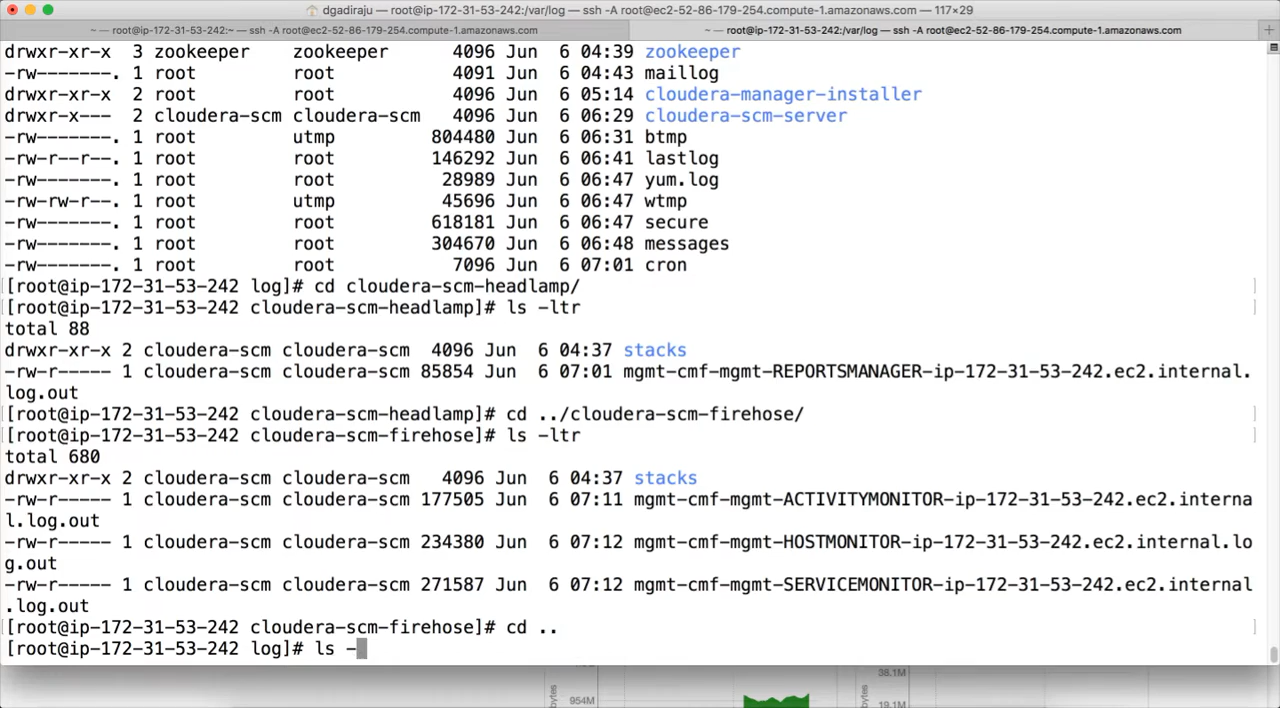 dgadiraju — root@ip-172-31-53-242:/var/log — ssh -A root@ec2-52-86-179-254.compute-1.amazonaws.com — 117×29
~ — root@ip-172-31-53-242:~ — ssh -A root@ec2-52-86-179-254.compute-1.amazonaws.com
~ — root@ip-172-31-53-242:/var/log — ssh -A root@ec2-52-86-179-254.compute-1.amazonaws.com +
drwxr-xr-x 3 zookeeper zookeeper 4096 Jun 6 04:39 zookeeper
-rw-------. 1 root root 4091 Jun 6 04:43 maillog
drwxr-xr-x 2 root root 4096 Jun 6 05:14 cloudera-manager-installer
drwxr-x--- 2 cloudera-scm cloudera-scm 4096 Jun 6 06:29 cloudera-scm-server
-rw-------. 1 root utmp 804480 Jun 6 06:31 btmp
-rw-r--r--. 1 root root 146292 Jun 6 06:41 lastlog
-rw-------. 1 root root 28989 Jun 6 06:47 yum.log
-rw-rw-r--. 1 root utmp 45696 Jun 6 06:47 wtmp
-rw-------. 1 root root 618181 Jun 6 06:47 secure
-rw-------. 1 root root 304670 Jun 6 06:48 messages
-rw-------. 1 root root 7096 Jun 6 07:01 cron
[root@ip-172-31-53-242 log]# cd cloudera-scm-headlamp/ ]
[root@ip-172-31-53-242 cloudera-scm-headlamp]# ls -ltr ]
total 88
drwxr-xr-x 2 cloudera-scm cloudera-scm 4096 Jun 6 04:37 stacks
-rw-r----- 1 cloudera-scm cloudera-scm 85854 Jun 6 07:01 mgmt-cmf-mgmt-REPORTSMANAGER-ip-172-31-53-242.ec2.internal.
log.out
[root@ip-172-31-53-242 cloudera-scm-headlamp]# cd ../cloudera-scm-firehose/ ]
[root@ip-172-31-53-242 cloudera-scm-firehose]# ls -ltr ]
total 680
drwxr-xr-x 2 cloudera-scm cloudera-scm 4096 Jun 6 04:37 stacks
-rw-r----- 1 cloudera-scm cloudera-scm 177505 Jun 6 07:11 mgmt-cmf-mgmt-ACTIVITYMONITOR-ip-172-31-53-242.ec2.interna
l.log.out
-rw-r----- 1 cloudera-scm cloudera-scm 234380 Jun 6 07:12 mgmt-cmf-mgmt-HOSTMONITOR-ip-172-31-53-242.ec2.internal.lo
g.out
-rw-r----- 1 cloudera-scm cloudera-scm 271587 Jun 6 07:12 mgmt-cmf-mgmt-SERVICEMONITOR-ip-172-31-53-242.ec2.internal
.log.out
[root@ip-172-31-53-242 cloudera-scm-firehose]# cd .. ]
[root@ip-172-31-53-242 log]# ls -
bytes 954M bytes 38.1M
19.1M